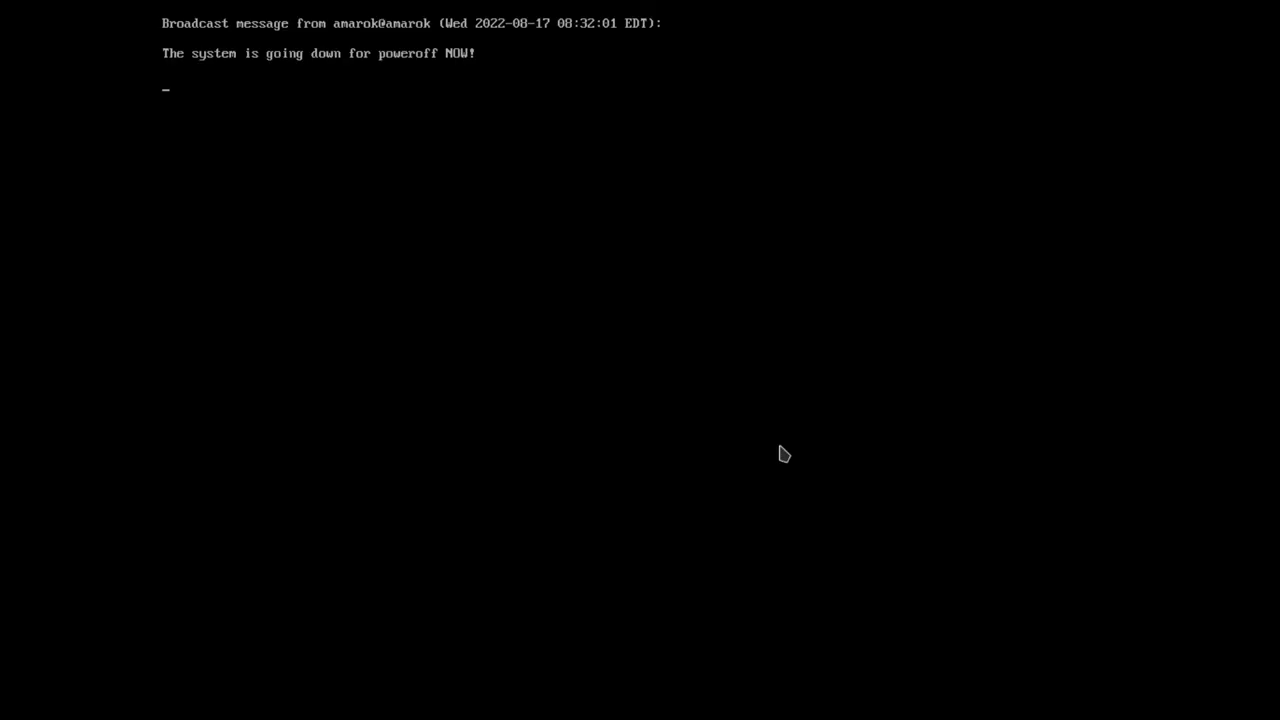 Broadcast message from amarok@amarok (Wed 2022-08-17 08:32:01 EDT):
The system is going down for poweroff NOW!